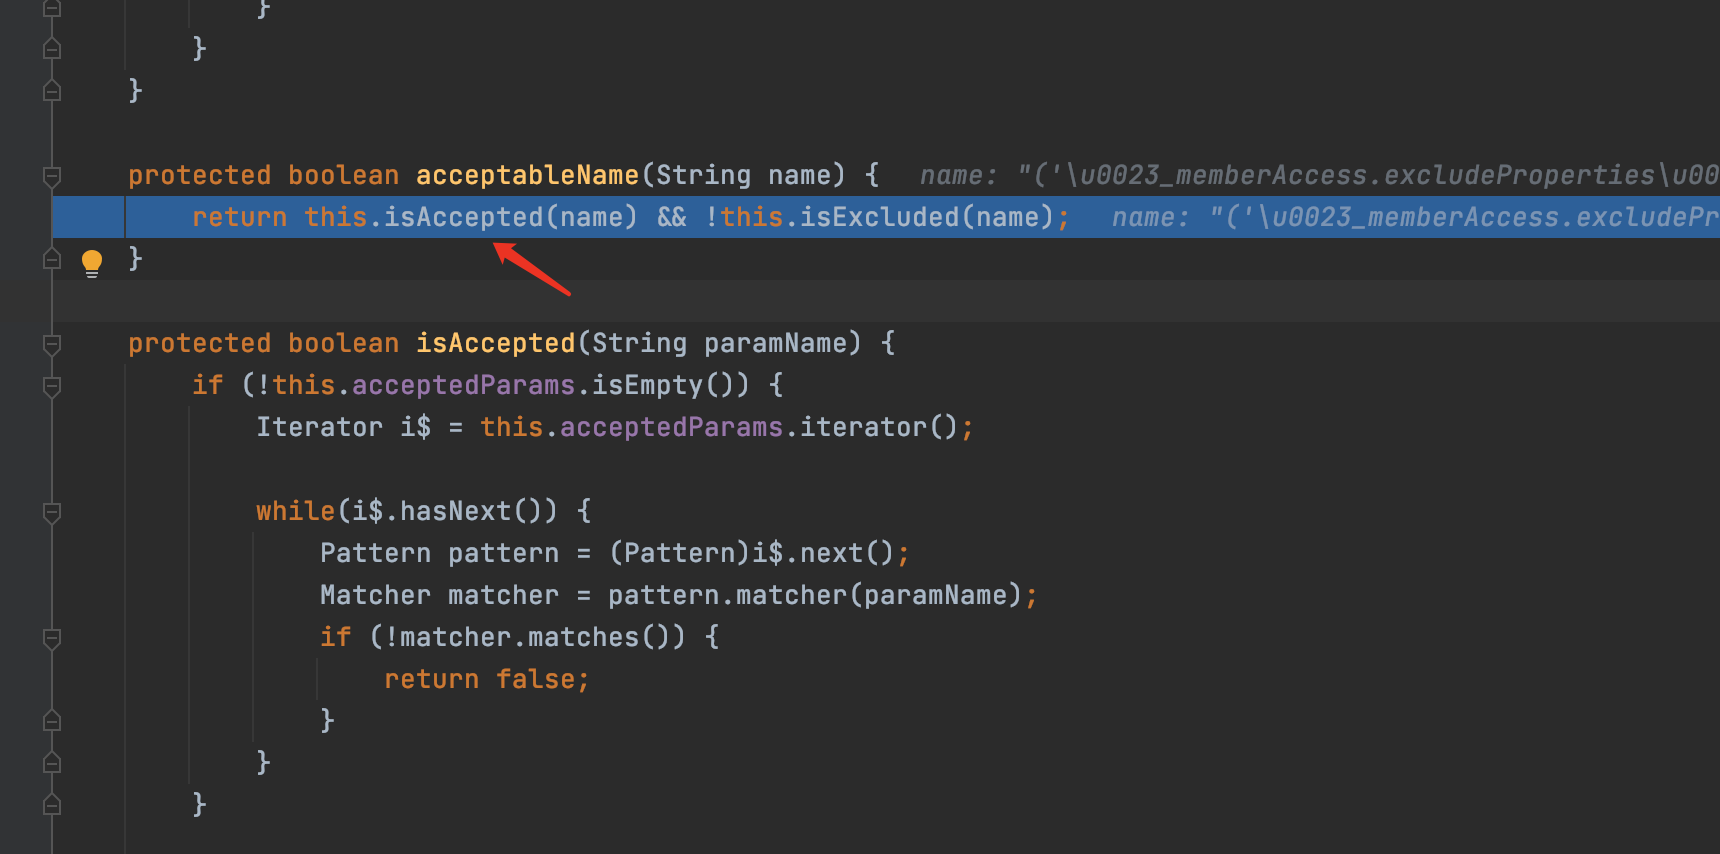 }
}
}
protected boolean acceptableName(String name) {   name: "('\u0023_memberAccess.excludeProperties\u00
return this.isAccepted(name) && !this.isExcluded(name);   name: "('\u0023_memberAccess.excludePr
}
protected boolean isAccepted(String paramName) {
if (!this.acceptedParams.isEmpty()) {
Iterator i$ = this.acceptedParams.iterator();
while(i$.hasNext()) {
Pattern pattern = (Pattern)i$.next();
Matcher matcher = pattern.matcher(paramName);
if (!matcher.matches()) {
return false;
}
}
}